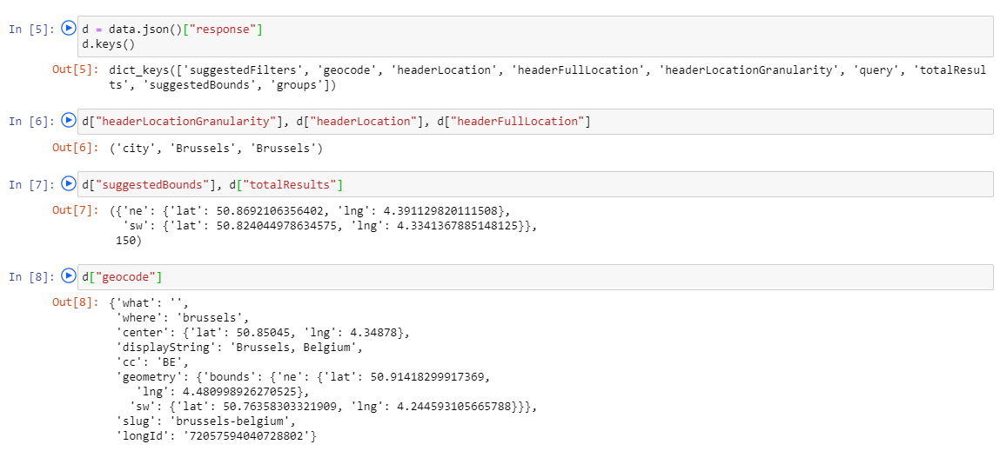 In [5]: d = data.json()["response"]
d.keys()
Out[5]: dict_keys(['suggestedFilters', 'geocode', 'headerLocation', 'headerFullLocation', 'headerLocationGranularity', 'query', 'totalResul
ts', 'suggestedBounds', 'groups'])
In [6]: d["headerLocationGranularity"], d["headerLocation"], d["headerFullLocation"]
Out[6]: ('city', 'Brussels', 'Brussels')
In [7]: d["suggestedBounds"], d["totalResults"]
Out[7]: ({'ne': {'lat': 50.8692106356402, 'lng': 4.391129820111508},
'sw': {'lat': 50.824044978634575, 'lng': 4.3341367885148125}},
150)
In [8]: d["geocode"]
Out[8]: {'what': '',
'where': 'brussels',
'center': {'lat': 50.85045, 'lng': 4.34878},
'displayString': 'Brussels, Belgium',
'cc': 'BE',
'geometry': {'bounds': {'ne': {'lat': 50.91418299917369,
'lng': 4.480998926270525},
'sw': {'lat': 50.76358303321909, 'lng': 4.244593105665788}}},
'slug': 'brussels-belgium',
'longId': '72057594040728802'}